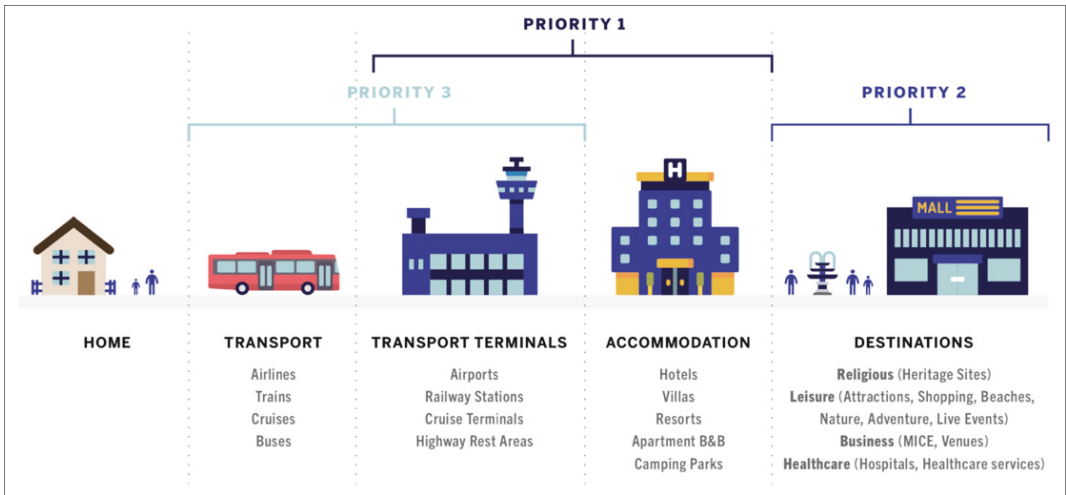 PRIORITY 1
PRIORITY 3
PRIORITY 2
H
MALL
HOME
TRANSPORT
Airlines
Trains
Cruises
Buses
TRANSPORT TERMINALS
Airports
Railway Stations
Cruise Terminals
Highway Rest Areas
ACCOMMODATION
Hotels
Villas
Resorts
Apartment B&B
Camping Parks
DESTINATIONS
Religious (Heritage Sites)
Leisure (Attractions, Shopping, Beaches,
Nature, Adventure, Live Events)
Business (MICE, Venues)
Healthcare (Hospitals, Healthcare services)